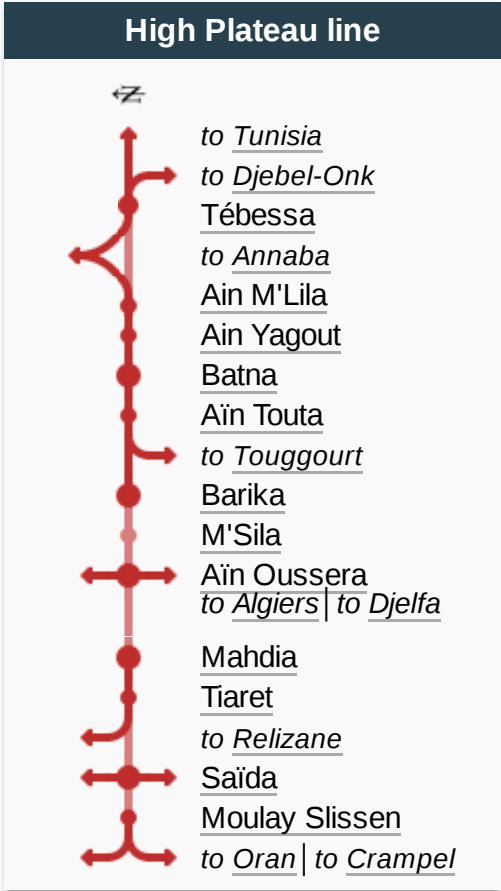 High Plateau line
N
to Tunisia
to Djebel-Onk
Tébessa
to Annaba
Ain M'Lila
Ain Yagout
Batna
Aïn Touta
to Touggourt
Barika
M'Sila
Aïn Oussera
to Algiers│to Djelfa
Mahdia
Tiaret
to Relizane
Saïda
Moulay Slissen
to Oran│to Crampel